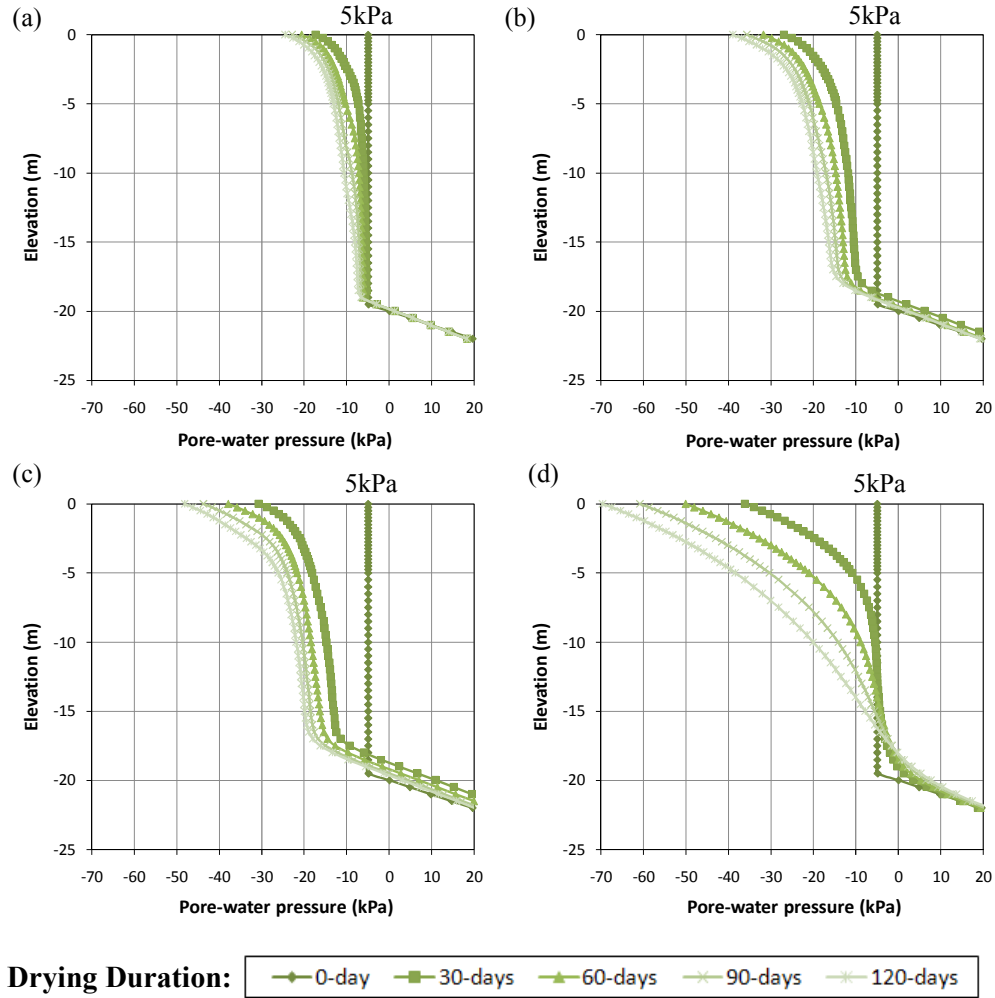 (a) 5kPa
0
-5
-10
-15
-20
-25
Elevation (m)
-70 -60 -50 -40 -30 -20 -10 0 10 20
Pore-water pressure (kPa)
(b) 5kPa
0
-5
-10
-15
-20
-25
Elevation (m)
-70 -60 -50 -40 -30 -20 -10 0 10 20
Pore-water pressure (kPa)
(c) 5kPa
0
-5
-10
-15
-20
-25
Elevation (m)
-70 -60 -50 -40 -30 -20 -10 0 10 20
Pore-water pressure (kPa)
(d) 5kPa
0
-5
-10
-15
-20
-25
Elevation (m)
-70 -60 -50 -40 -30 -20 -10 0 10 20
Pore-water pressure (kPa)
Drying Duration: 0-day 30-days 60-days 90-days 120-days